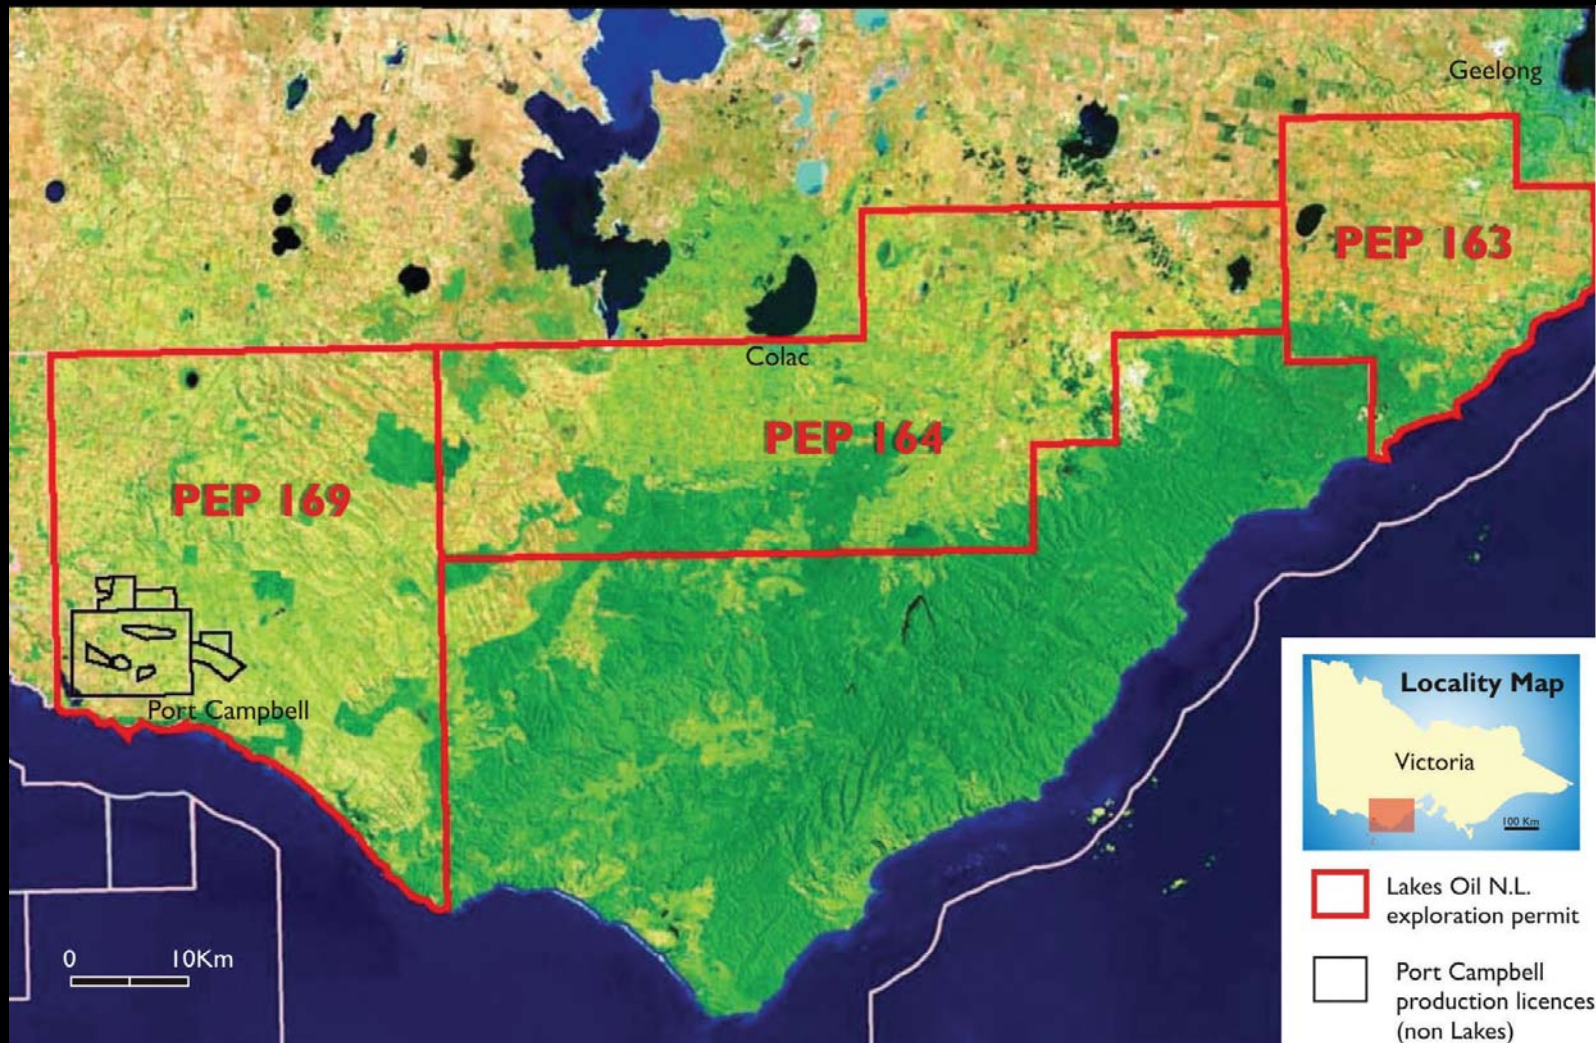 Geelong
PEP 163
Colac
PEP 164
PEP 169
Port Campbell
0 10Km
Locality Map
Victoria
100 Km
Lakes Oil N.L.
exploration permit
Port Campbell
production licences
(non Lakes)